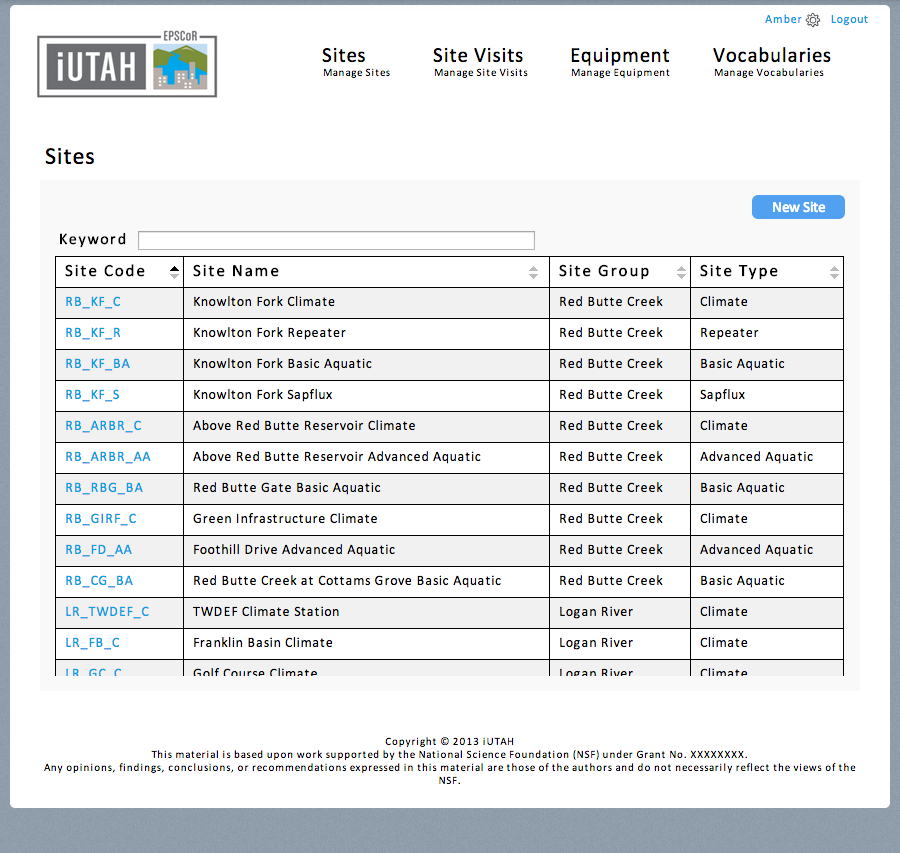 Amber Logout
EPSCoR
iUTAH
Sites Site Visits Equipment Vocabularies
Manage Sites Manage Site Visits Manage Equipment Manage Vocabularies
Sites
New Site
Keyword
Site Code Site Name Site Group Site Type
RB_KF_C Knowlton Fork Climate Red Butte Creek Climate
RB_KF_R Knowlton Fork Repeater Red Butte Creek Repeater
RB_KF_BA Knowlton Fork Basic Aquatic Red Butte Creek Basic Aquatic
RB_KF_S Knowlton Fork Sapflux Red Butte Creek Sapflux
RB_ARBR_C Above Red Butte Reservoir Climate Red Butte Creek Climate
RB_ARBR_AA Above Red Butte Reservoir Advanced Aquatic Red Butte Creek Advanced Aquatic
RB_RBG_BA Red Butte Gate Basic Aquatic Red Butte Creek Basic Aquatic
RB_GIRF_C Green Infrastructure Climate Red Butte Creek Climate
RB_FD_AA Foothill Drive Advanced Aquatic Red Butte Creek Advanced Aquatic
RB_CG_BA Red Butte Creek at Cottams Grove Basic Aquatic Red Butte Creek Basic Aquatic
LR_TWDEF_C TWDEF Climate Station Logan River Climate
LR_FB_C Franklin Basin Climate Logan River Climate
LR_GC_C Golf Course Climate Logan River Climate
Copyright © 2013 iUTAH
This material is based upon work supported by the National Science Foundation (NSF) under Grant No. XXXXXXXX.
Any opinions, findings, conclusions, or recommendations expressed in this material are those of the authors and do not necessarily reflect the views of the
NSF.